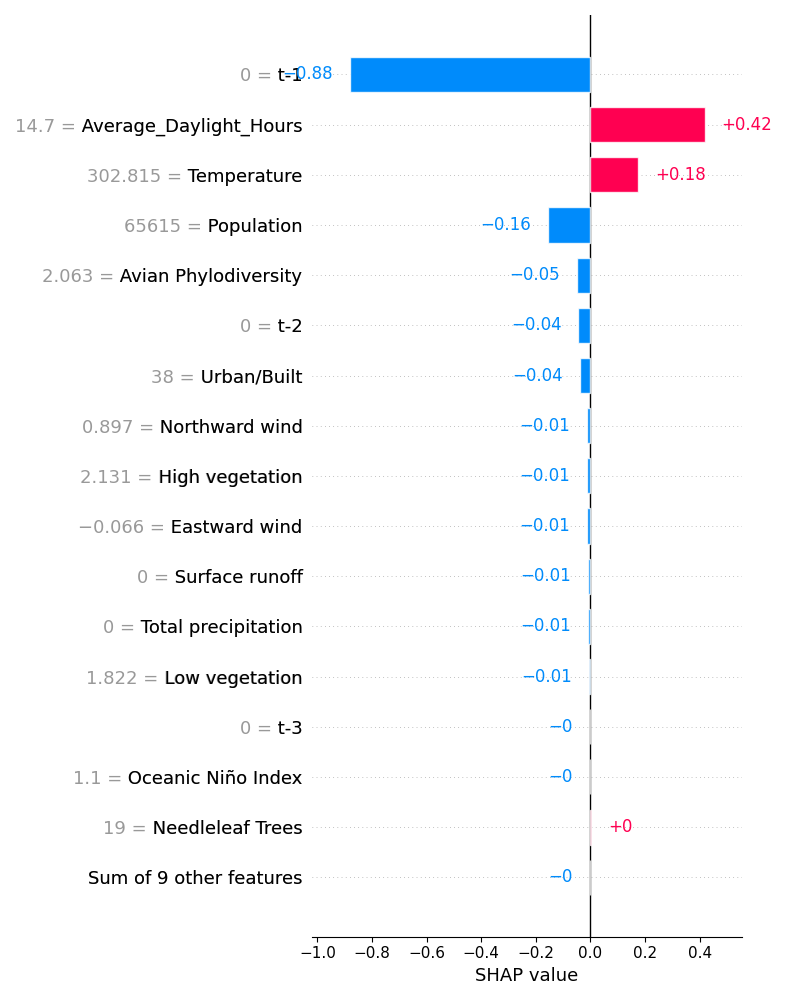 0 = t-1 −0.88
14.7 = Average_Daylight_Hours +0.42
302.815 = Temperature +0.18
65615 = Population −0.16
2.063 = Avian Phylodiversity −0.05
0 = t-2 −0.04
38 = Urban/Built −0.04
0.897 = Northward wind −0.01
2.131 = High vegetation −0.01
−0.066 = Eastward wind −0.01
0 = Surface runoff −0.01
0 = Total precipitation −0.01
1.822 = Low vegetation −0.01
0 = t-3 −0
1.1 = Oceanic Niño Index −0
19 = Needleleaf Trees +0
Sum of 9 other features −0
−1.0 −0.8 −0.6 −0.4 −0.2 0.0 0.2 0.4
SHAP value